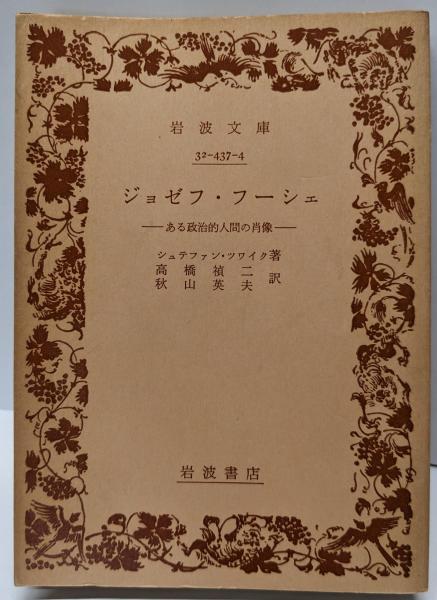 岩波文庫
32-437-4
ジョゼフ・フーシェ
—ある政治的人間の肖像—
シュテファン・ツワイク著
高橋禎二
秋山英夫 訳
岩波書店